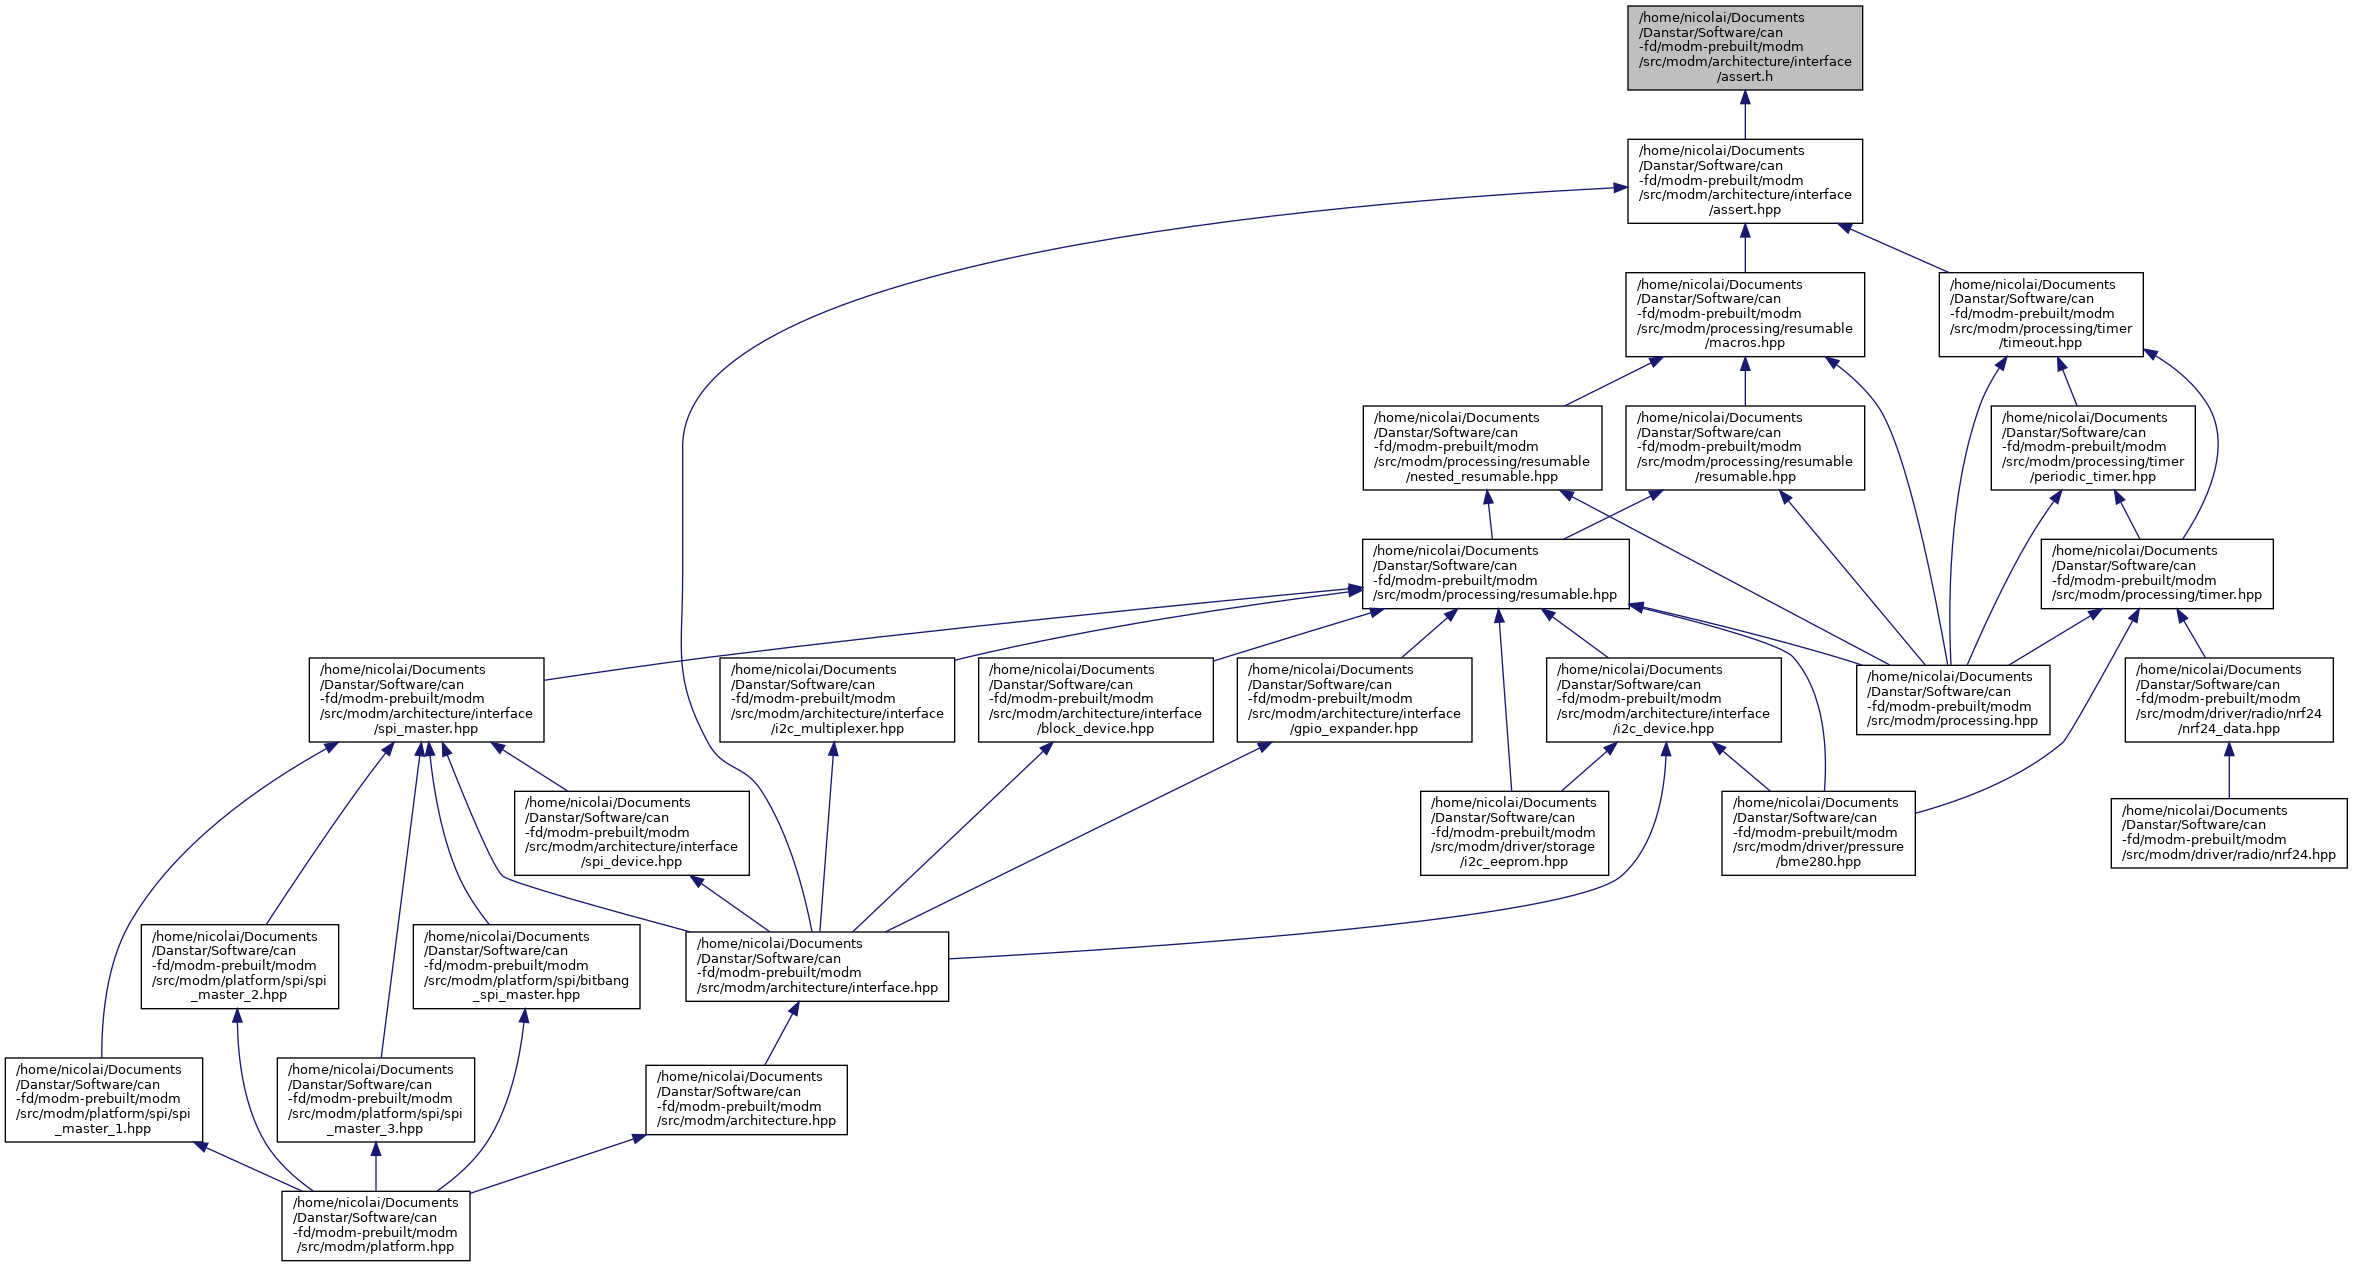 /home/nicolai/Documents
/Danstar/Software/can
-fd/modm-prebuilt/modm
/src/modm/architecture/interface
/assert.h
/home/nicolai/Documents
/Danstar/Software/can
-fd/modm-prebuilt/modm
/src/modm/architecture/interface
/assert.hpp
/home/nicolai/Documents
/Danstar/Software/can
-fd/modm-prebuilt/modm
/src/modm/processing/resumable
/macros.hpp
/home/nicolai/Documents
/Danstar/Software/can
-fd/modm-prebuilt/modm
/src/modm/processing/timer
/timeout.hpp
/home/nicolai/Documents
/Danstar/Software/can
-fd/modm-prebuilt/modm
/src/modm/processing/resumable
/nested_resumable.hpp
/home/nicolai/Documents
/Danstar/Software/can
-fd/modm-prebuilt/modm
/src/modm/processing/resumable
/resumable.hpp
/home/nicolai/Documents
/Danstar/Software/can
-fd/modm-prebuilt/modm
/src/modm/processing/timer
/periodic_timer.hpp
/home/nicolai/Documents
/Danstar/Software/can
-fd/modm-prebuilt/modm
/src/modm/processing/resumable.hpp
/home/nicolai/Documents
/Danstar/Software/can
-fd/modm-prebuilt/modm
/src/modm/processing/timer.hpp
/home/nicolai/Documents
/Danstar/Software/can
-fd/modm-prebuilt/modm
/src/modm/architecture/interface
/spi_master.hpp
/home/nicolai/Documents
/Danstar/Software/can
-fd/modm-prebuilt/modm
/src/modm/architecture/interface
/i2c_multiplexer.hpp
/home/nicolai/Documents
/Danstar/Software/can
-fd/modm-prebuilt/modm
/src/modm/architecture/interface
/block_device.hpp
/home/nicolai/Documents
/Danstar/Software/can
-fd/modm-prebuilt/modm
/src/modm/architecture/interface
/gpio_expander.hpp
/home/nicolai/Documents
/Danstar/Software/can
-fd/modm-prebuilt/modm
/src/modm/architecture/interface
/i2c_device.hpp
/home/nicolai/Documents
/Danstar/Software/can
-fd/modm-prebuilt/modm
/src/modm/processing.hpp
/home/nicolai/Documents
/Danstar/Software/can
-fd/modm-prebuilt/modm
/src/modm/driver/radio/nrf24
/nrf24_data.hpp
/home/nicolai/Documents
/Danstar/Software/can
-fd/modm-prebuilt/modm
/src/modm/architecture/interface
/spi_device.hpp
/home/nicolai/Documents
/Danstar/Software/can
-fd/modm-prebuilt/modm
/src/modm/driver/storage
/i2c_eeprom.hpp
/home/nicolai/Documents
/Danstar/Software/can
-fd/modm-prebuilt/modm
/src/modm/driver/pressure
/bme280.hpp
/home/nicolai/Documents
/Danstar/Software/can
-fd/modm-prebuilt/modm
/src/modm/driver/radio/nrf24.hpp
/home/nicolai/Documents
/Danstar/Software/can
-fd/modm-prebuilt/modm
/src/modm/platform/spi/spi
_master_2.hpp
/home/nicolai/Documents
/Danstar/Software/can
-fd/modm-prebuilt/modm
/src/modm/platform/spi/bitbang
_spi_master.hpp
/home/nicolai/Documents
/Danstar/Software/can
-fd/modm-prebuilt/modm
/src/modm/architecture/interface.hpp
/home/nicolai/Documents
/Danstar/Software/can
-fd/modm-prebuilt/modm
/src/modm/platform/spi/spi
_master_1.hpp
/home/nicolai/Documents
/Danstar/Software/can
-fd/modm-prebuilt/modm
/src/modm/platform/spi/spi
_master_3.hpp
/home/nicolai/Documents
/Danstar/Software/can
-fd/modm-prebuilt/modm
/src/modm/architecture.hpp
/home/nicolai/Documents
/Danstar/Software/can
-fd/modm-prebuilt/modm
/src/modm/platform.hpp